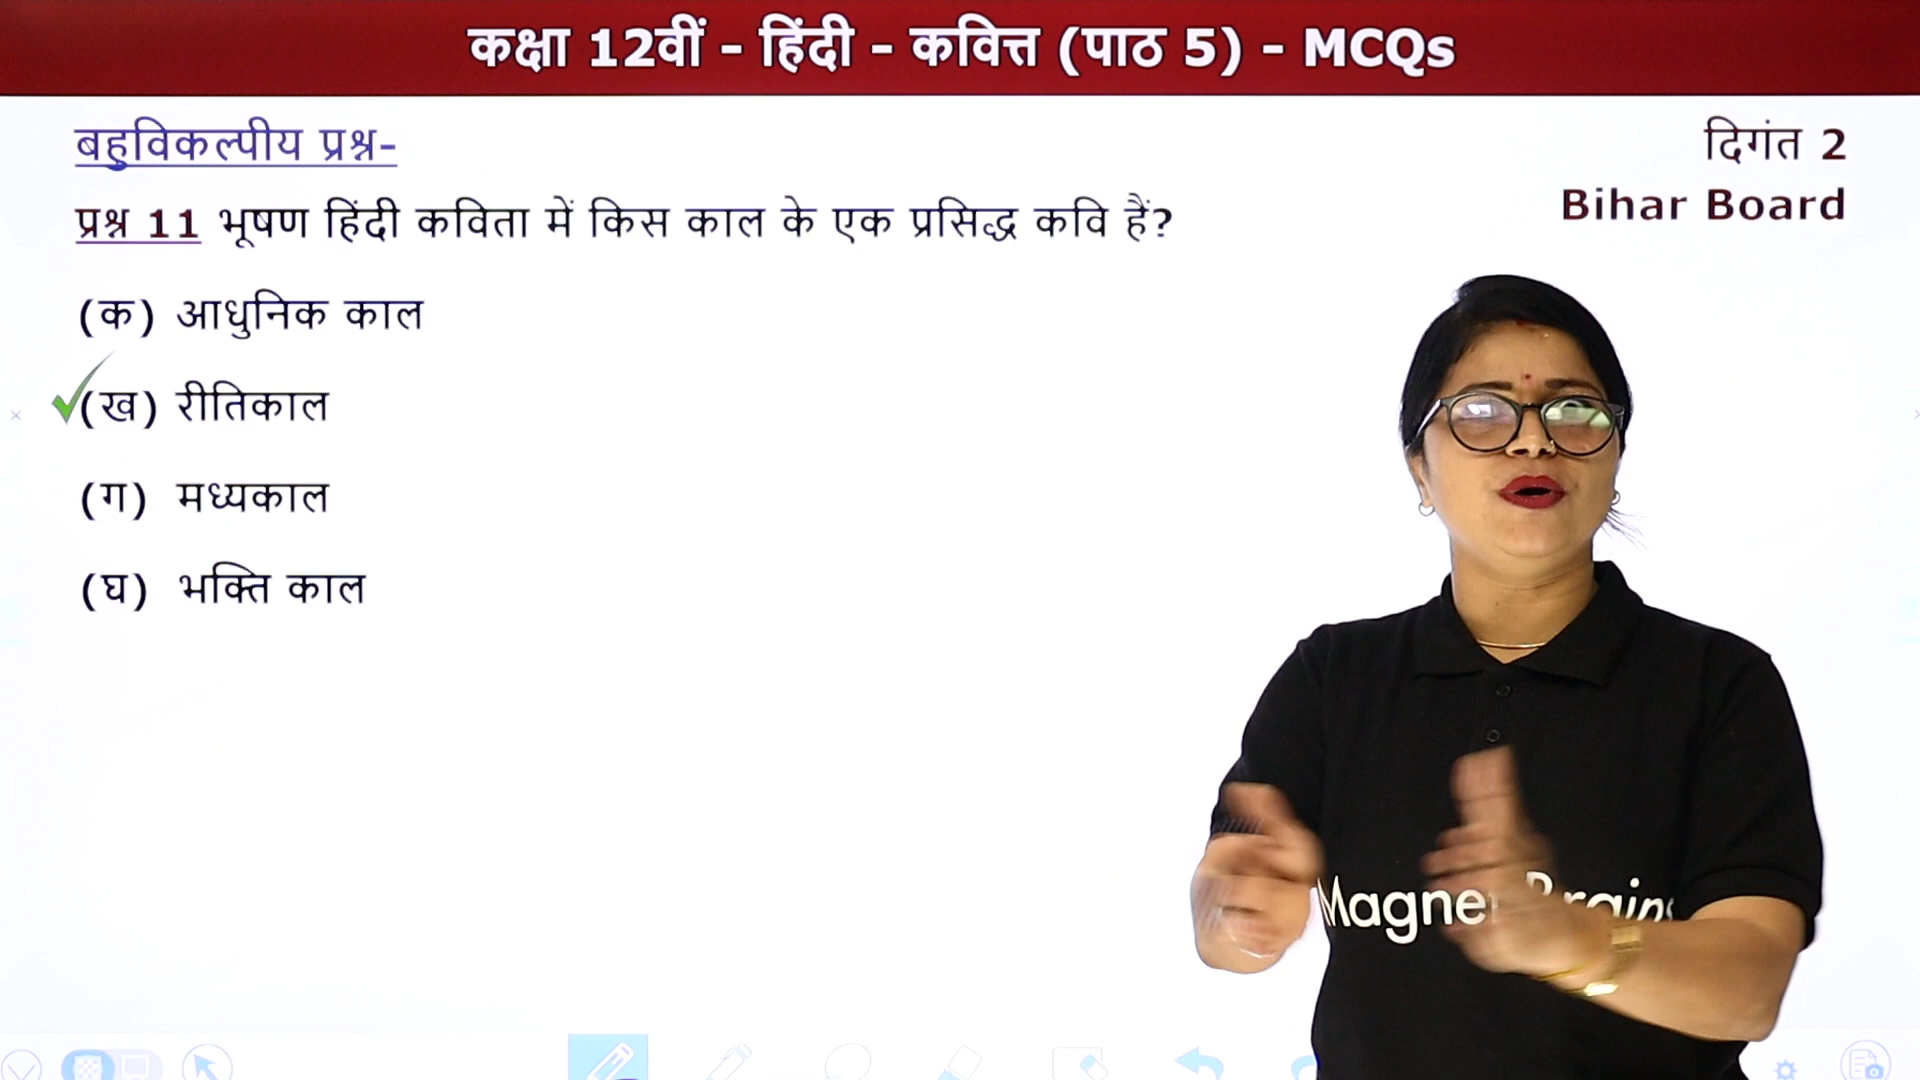 कक्षा 12वीं - हिंदी - कवित्त (पाठ 5) - MCQs
बहुविकल्पीय प्रश्न-
दिगंत 2
Bihar Board
प्रश्न 11 भूषण हिंदी कविता में किस काल के एक प्रसिद्ध कवि हैं?
(क) आधुनिक काल
(ख) रीतिकाल
(ग) मध्यकाल
(घ) भक्ति काल